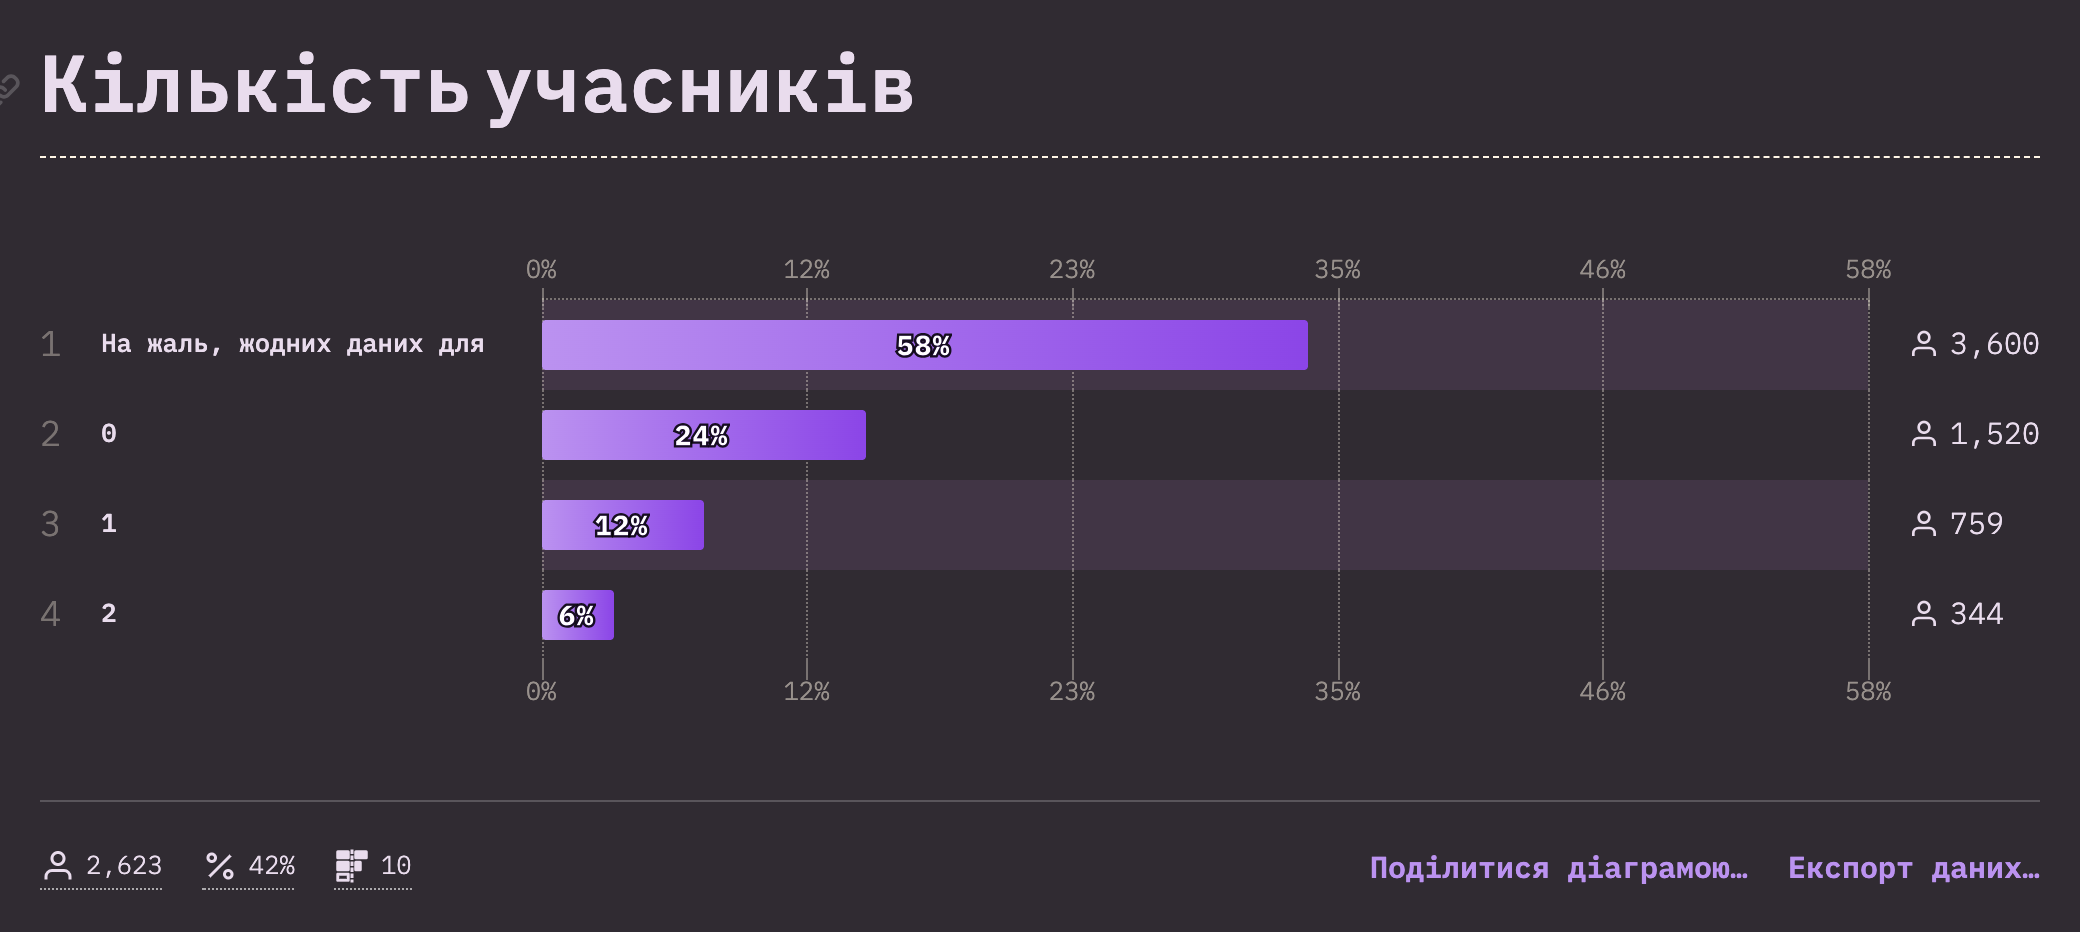 Кількість учасників
0% 12% 23% 35% 46% 58%
1 На жаль, жодних даних для 58% 3,600
2 0 24% 1,520
3 1 12% 759
4 2 6% 344
0% 12% 23% 35% 46% 58%
2,623 % 42% 10 Поділитися діаграмою… Експорт даних…